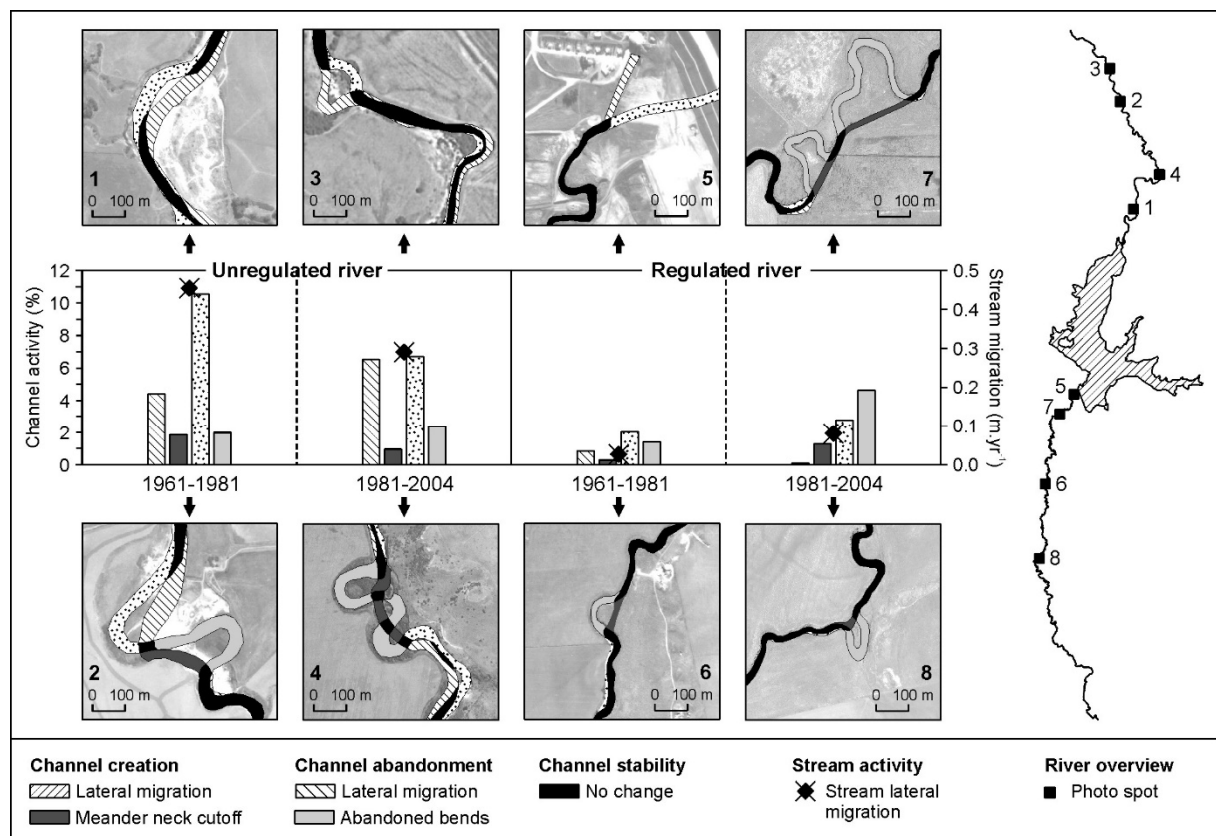 1
0 100 m
3
0 100 m
5
0 100 m
7
0 100 m
3
2
4
1
5
7
6
8
Unregulated river
Regulated river
Channel activity (%)
12
10
8
6
4
2
0
Stream migration (m.yr⁻¹)
0.5
0.4
0.3
0.2
0.1
0.0
1961-1981
1981-2004
1961-1981
1981-2004
2
0 100 m
4
0 100 m
6
0 100 m
8
0 100 m
Channel creation
Lateral migration
Meander neck cutoff
Channel abandonment
Lateral migration
Abandoned bends
Channel stability
No change
Stream activity
Stream lateral
migration
River overview
Photo spot